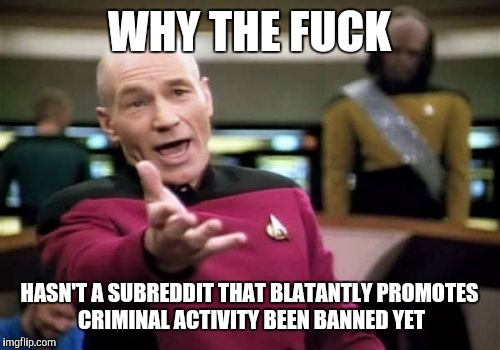 WHY THE FUCK
HASN'T A SUBREDDIT THAT BLATANTLY PROMOTES
CRIMINAL ACTIVITY BEEN BANNED YET
imgflip.com